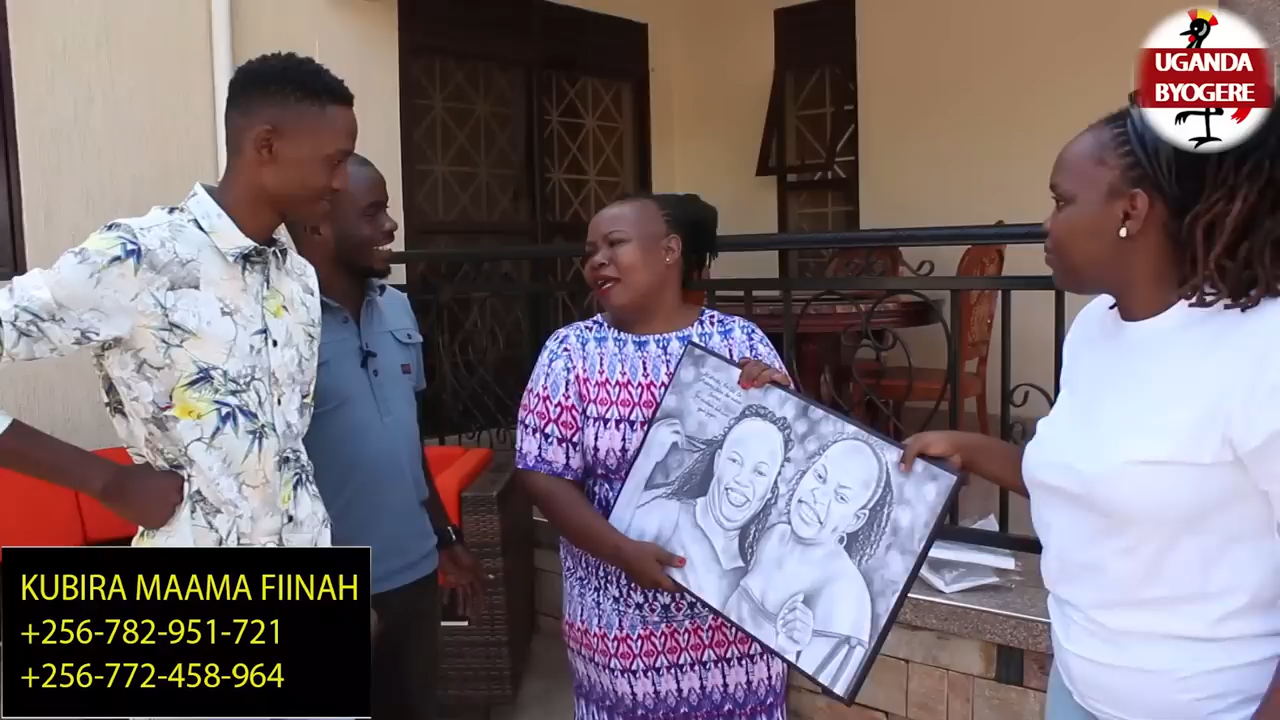 UGANDA
BYOGERE
KUBIRA MAAMA FIINAH
+256-782-951-721
+256-772-458-964